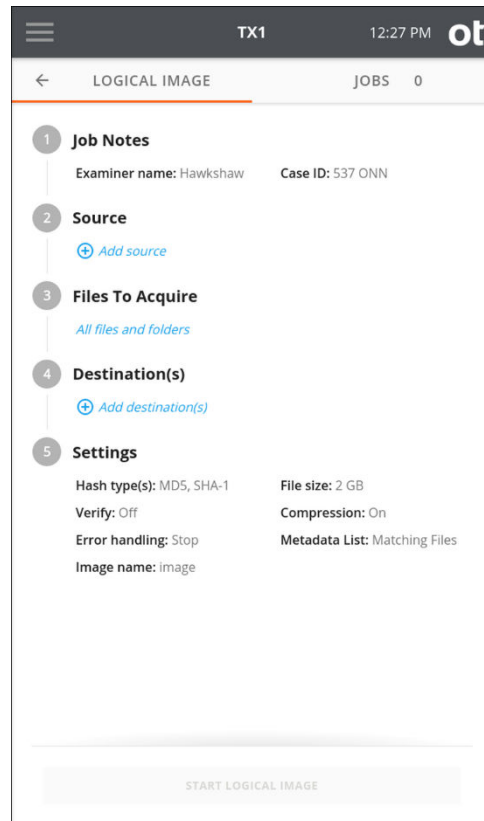 TX1 12:27 PM ot
LOGICAL IMAGE JOBS 0
1 Job Notes
Examiner name: Hawkshaw Case ID: 537 ONN
2 Source
Add source
3 Files To Acquire
All files and folders
4 Destination(s)
Add destination(s)
5 Settings
Hash type(s): MD5, SHA-1 File size: 2 GB
Verify: Off Compression: On
Error handling: Stop Metadata List: Matching Files
Image name: image
START LOGICAL IMAGE